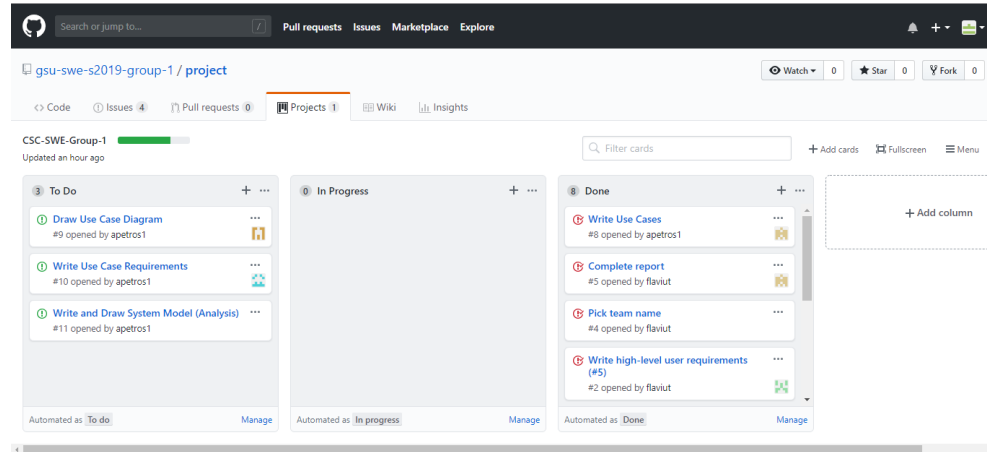 Search or jump to... / Pull requests Issues Marketplace Explore
gsu-swe-s2019-group-1 / project Watch 0 Star 0 Fork 0
<> Code Issues 4 Pull requests 0 Projects 1 Wiki Insights
CSC-SWE-Group-1
Updated an hour ago
Filter cards
+ Add cards Fullscreen Menu
3 To Do + ...
Draw Use Case Diagram ...
#9 opened by apetros1
Write Use Case Requirements ...
#10 opened by apetros1
Write and Draw System Model (Analysis) ...
#11 opened by apetros1
Automated as To do Manage
0 In Progress + ...
Automated as In progress Manage
8 Done + ...
Write Use Cases ...
#8 opened by apetros1
Complete report ...
#5 opened by flaviut
Pick team name ...
#4 opened by flaviut
Write high-level user requirements ...
(#5)
#2 opened by flaviut
Automated as Done Manage
+ Add column